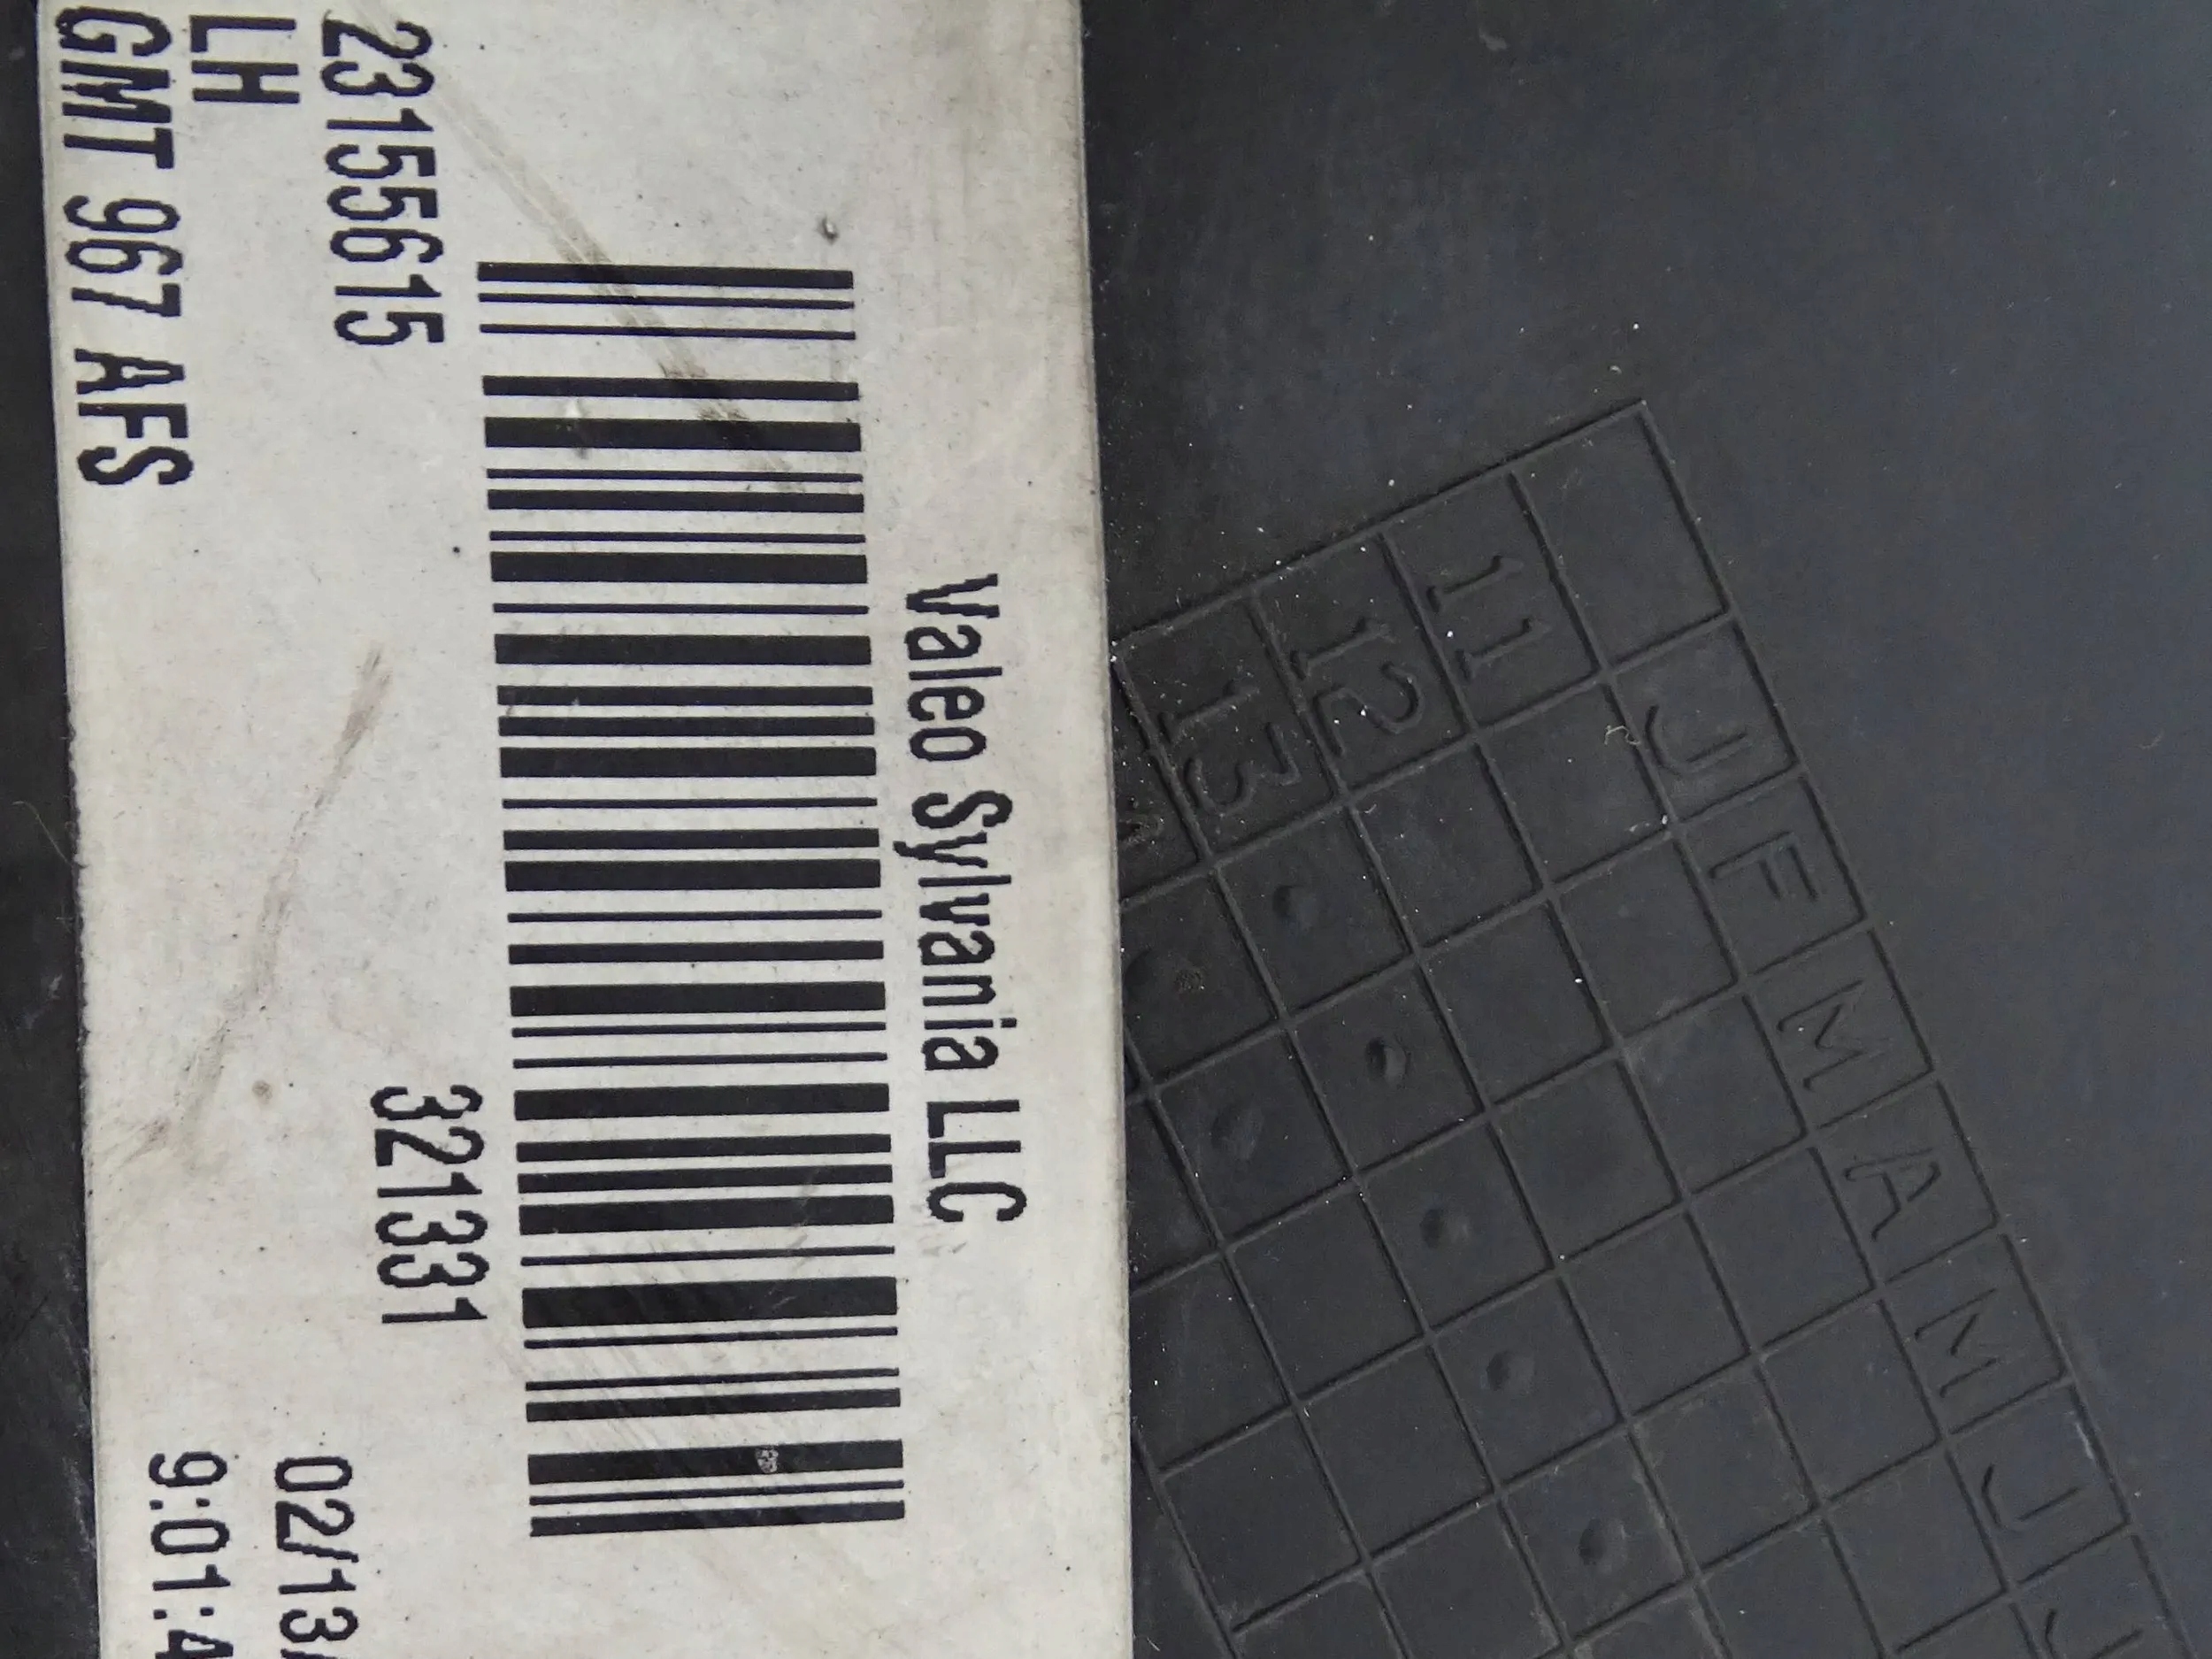 Valeo Sylvania LLC
23155615
321331
LH
02/13/
GMT 967 AFS
9:01:4
J F M A M J J
11
12
13